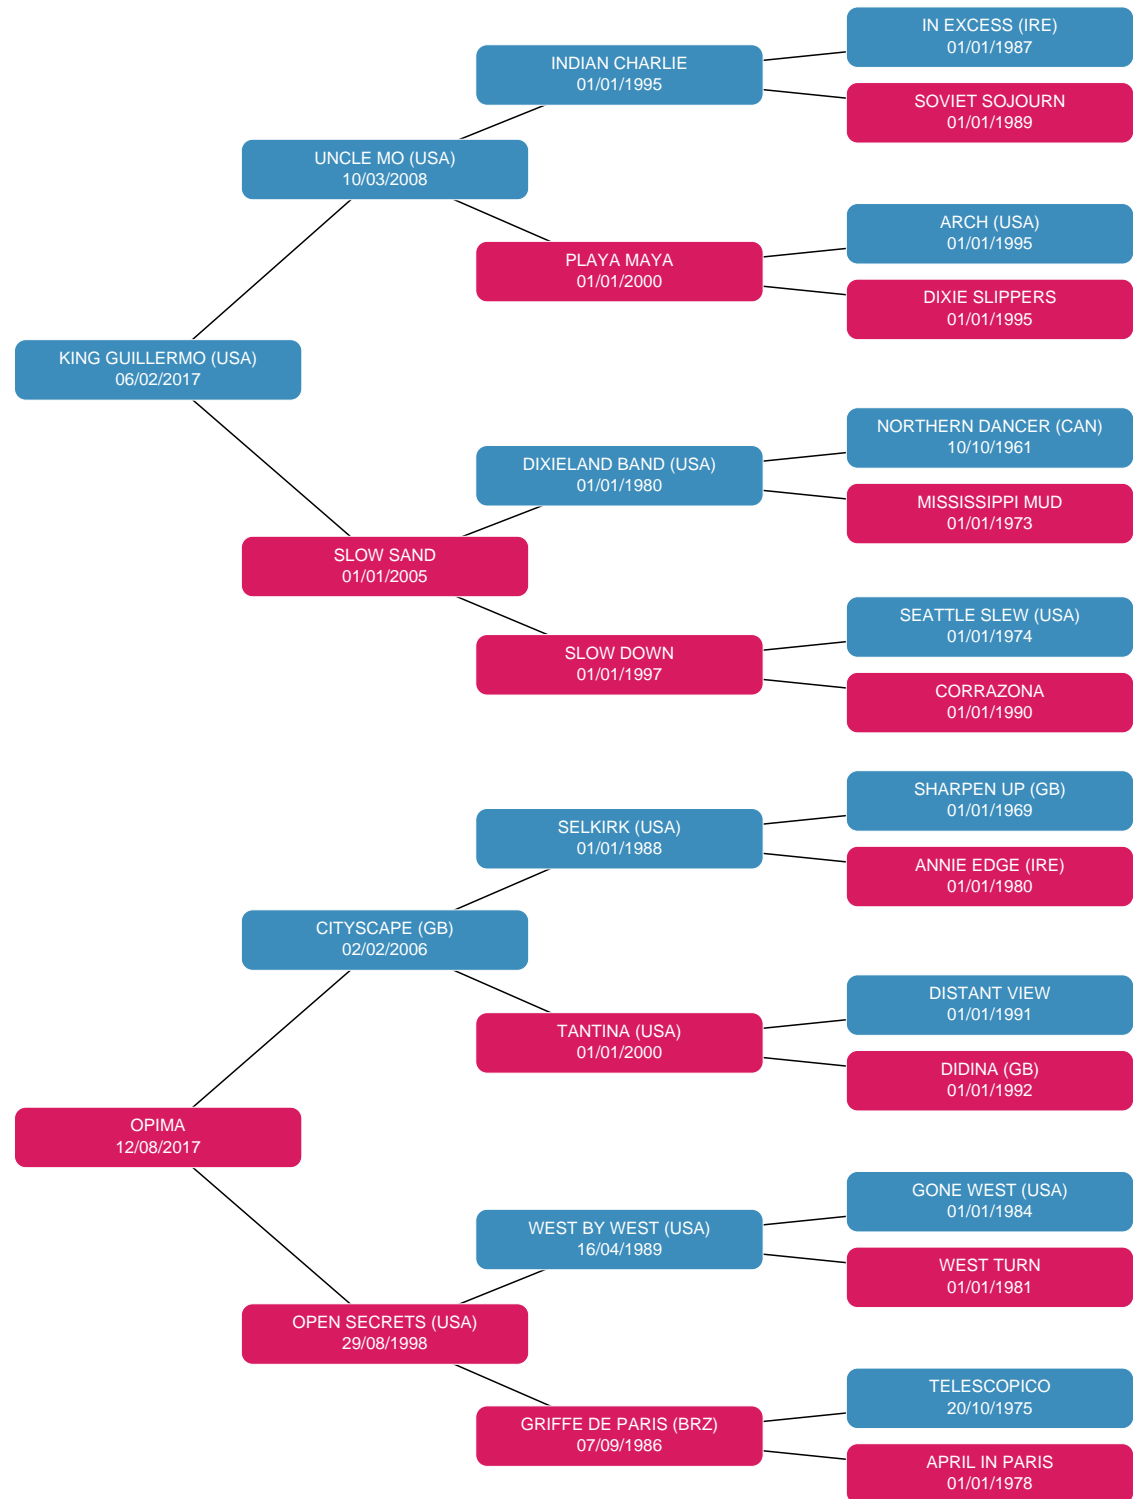 IN EXCESS (IRE)
01/01/1987
INDIAN CHARLIE
01/01/1995
SOVIET SOJOURN
01/01/1989
UNCLE MO (USA)
10/03/2008
ARCH (USA)
01/01/1995
PLAYA MAYA
01/01/2000
DIXIE SLIPPERS
01/01/1995
KING GUILLERMO (USA)
06/02/2017
NORTHERN DANCER (CAN)
10/10/1961
DIXIELAND BAND (USA)
01/01/1980
MISSISSIPPI MUD
01/01/1973
SLOW SAND
01/01/2005
SEATTLE SLEW (USA)
01/01/1974
SLOW DOWN
01/01/1997
CORRAZONA
01/01/1990
SHARPEN UP (GB)
01/01/1969
SELKIRK (USA)
01/01/1988
ANNIE EDGE (IRE)
01/01/1980
CITYSCAPE (GB)
02/02/2006
DISTANT VIEW
01/01/1991
TANTINA (USA)
01/01/2000
DIDINA (GB)
01/01/1992
OPIMA
12/08/2017
GONE WEST (USA)
01/01/1984
WEST BY WEST (USA)
16/04/1989
WEST TURN
01/01/1981
OPEN SECRETS (USA)
29/08/1998
TELESCOPICO
20/10/1975
GRIFFE DE PARIS (BRZ)
07/09/1986
APRIL IN PARIS
01/01/1978